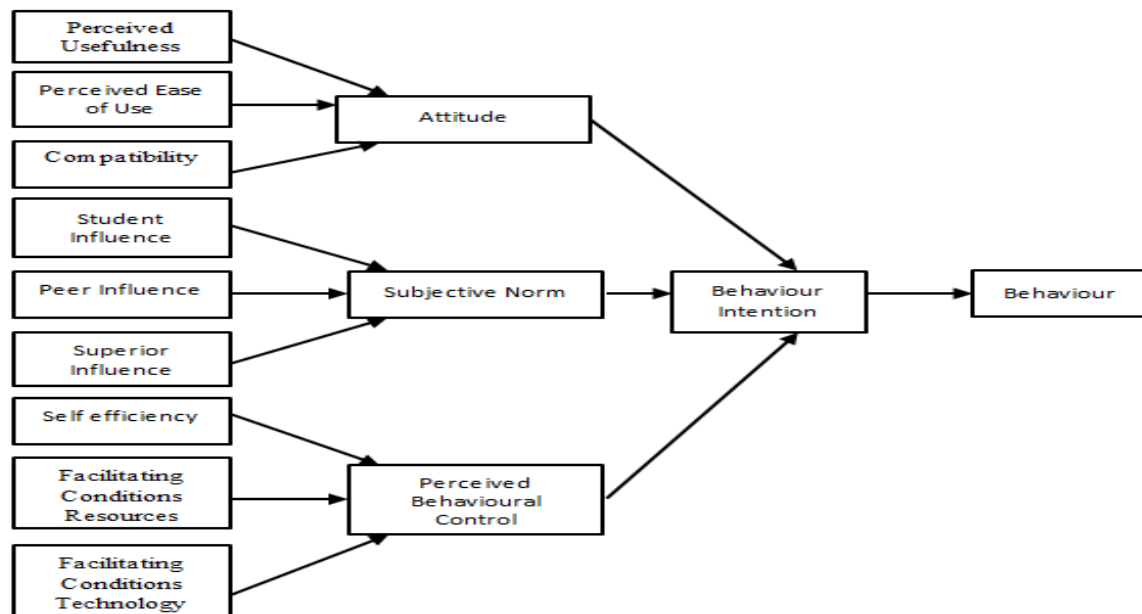 Perceived
Usefulness
Perceived Ease
of Use
Compatibility
Student
Influence
Peer Influence
Superior
Influence
Self efficiency
Facilitating
Conditions
Resources
Facilitating
Conditions
Technology
Attitude
Subjective Norm
Perceived
Behavioural
Control
Behaviour
Intention
Behaviour